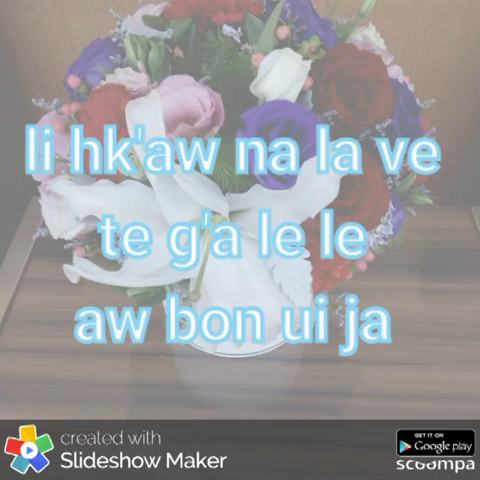 li hk'aw na la ve
te g'a le le
aw bon ui ja
created with
Slideshow Maker
GET IT ON
Google play
scoompa